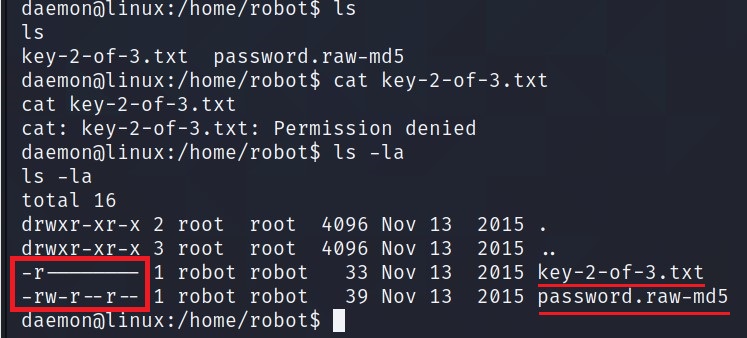 daemon@linux:/home/robot$ ls
ls
key-2-of-3.txt  password.raw-md5
daemon@linux:/home/robot$ cat key-2-of-3.txt
cat key-2-of-3.txt
cat: key-2-of-3.txt: Permission denied
daemon@linux:/home/robot$ ls -la
ls -la
total 16
drwxr-xr-x 2 root  root  4096 Nov 13  2015 .
drwxr-xr-x 3 root  root  4096 Nov 13  2015 ..
-r-------- 1 robot robot   33 Nov 13  2015 key-2-of-3.txt
-rw-r--r-- 1 robot robot   39 Nov 13  2015 password.raw-md5
daemon@linux:/home/robot$